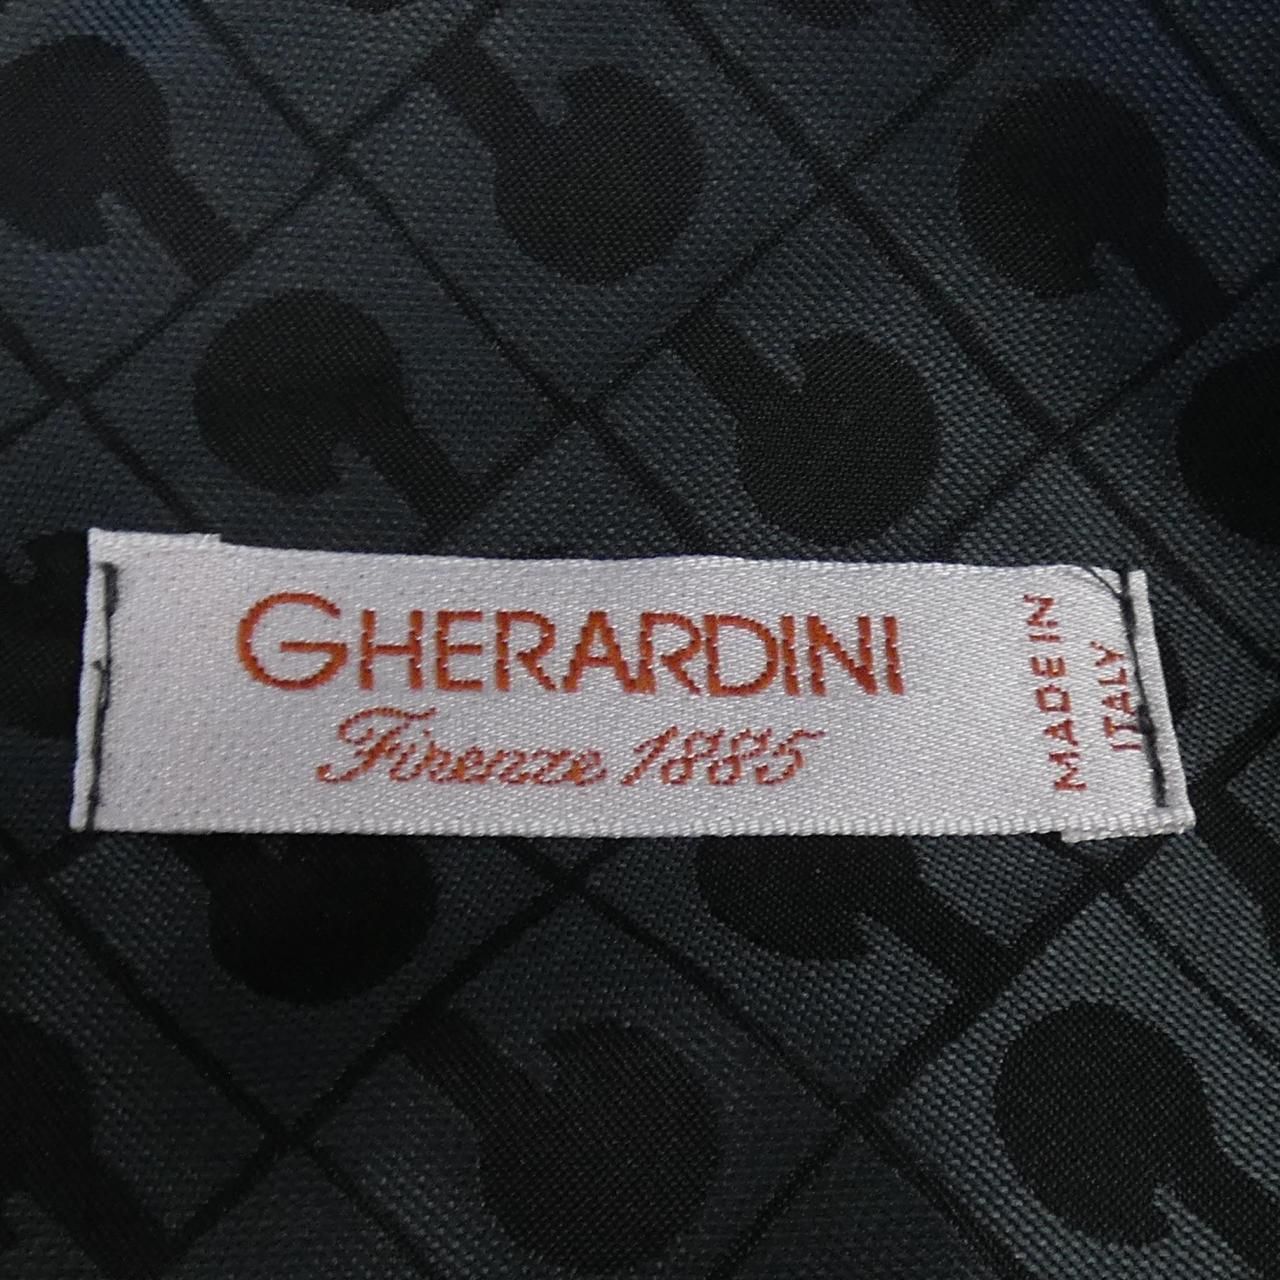 GHERARDINI
Firenze 1885
MADE IN
ITALY